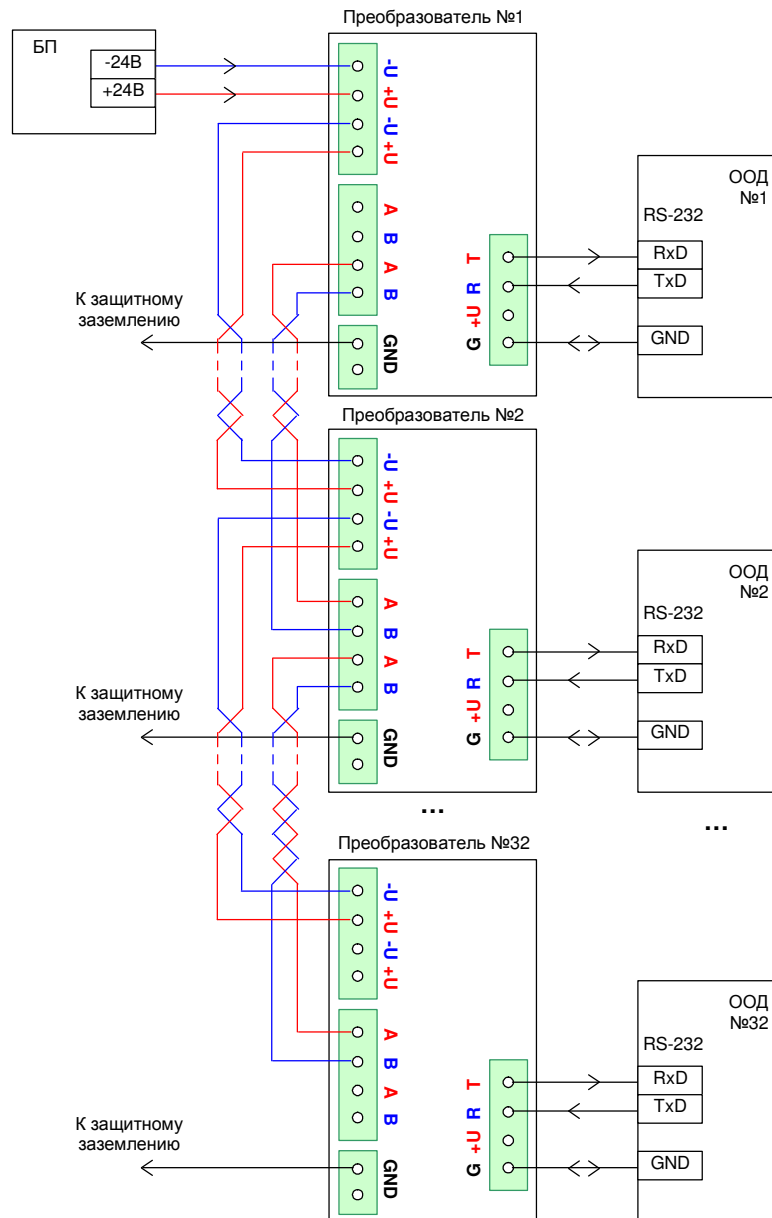 Преобразователь №1
БП
-24В
+24В
-U
+U
-U
+U
A
B
A
B
GND
T
R
+U
G
ООД
№1
RS-232
RxD
TxD
GND
К защитному
заземлению
Преобразователь №2
-U
+U
-U
+U
A
B
A
B
GND
T
R
+U
G
ООД
№2
RS-232
RxD
TxD
GND
К защитному
заземлению
...
...
Преобразователь №32
-U
+U
-U
+U
A
B
A
B
GND
T
R
+U
G
ООД
№32
RS-232
RxD
TxD
GND
К защитному
заземлению